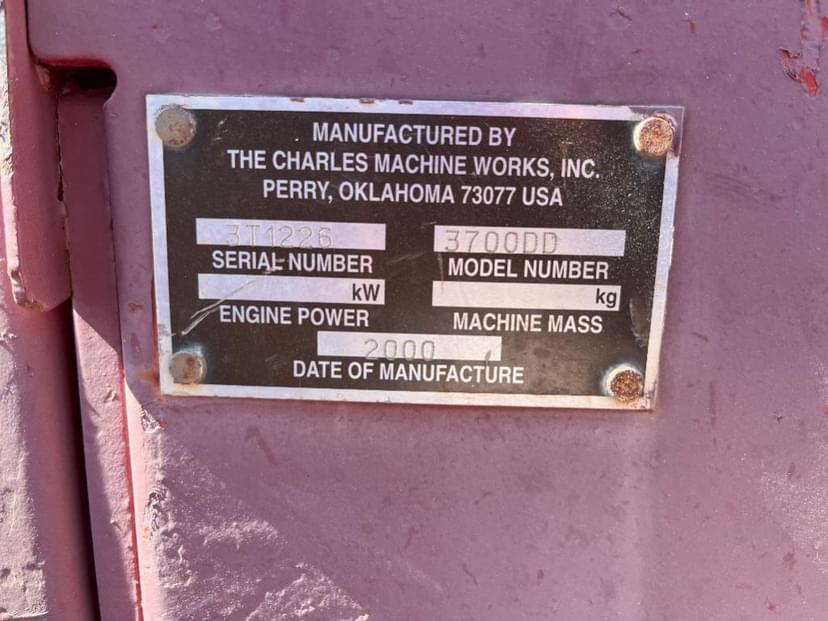 MANUFACTURED BY
THE CHARLES MACHINE WORKS, INC.
PERRY, OKLAHOMA 73077 USA
3T1226 3700DD
SERIAL NUMBER MODEL NUMBER
kW kg
ENGINE POWER MACHINE MASS
2000
DATE OF MANUFACTURE